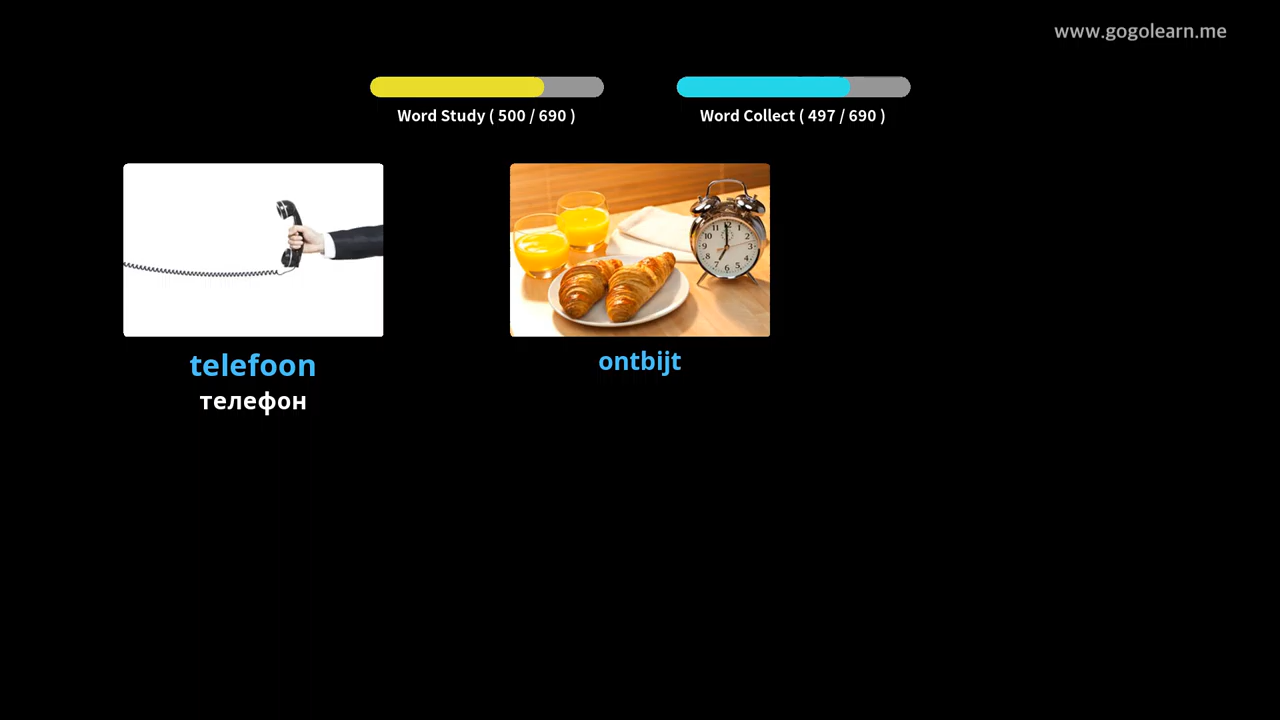 www.gogolearn.me
Word Study ( 500 / 690 )
Word Collect ( 497 / 690 )
telefoon
телефон
ontbijt